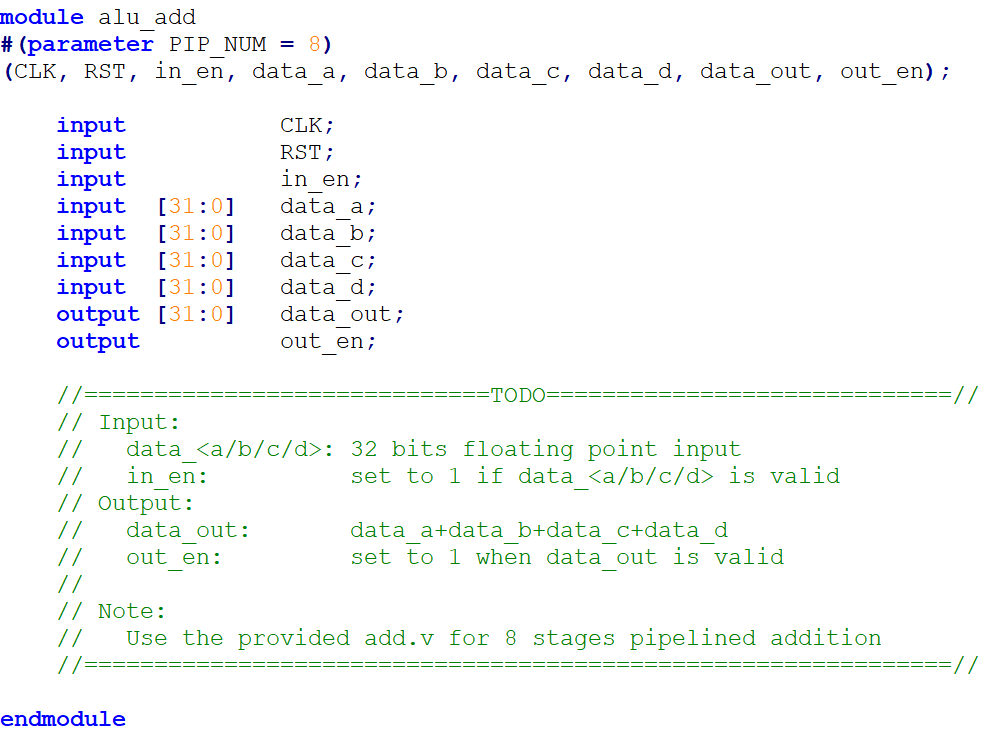 module alu_add
#(parameter PIP_NUM = 8)
(CLK, RST, in_en, data_a, data_b, data_c, data_d, data_out, out_en);
input CLK;
input RST;
input in_en;
input [31:0] data_a;
input [31:0] data_b;
input [31:0] data_c;
input [31:0] data_d;
output [31:0] data_out;
output out_en;
//=============================TODO=============================//
// Input:
// data_<a/b/c/d>: 32 bits floating point input
// in_en: set to 1 if data_<a/b/c/d> is valid
// Output:
// data_out: data_a+data_b+data_c+data_d
// out_en: set to 1 when data_out is valid
//
// Note:
// Use the provided add.v for 8 stages pipelined addition
//==============================================================//
endmodule